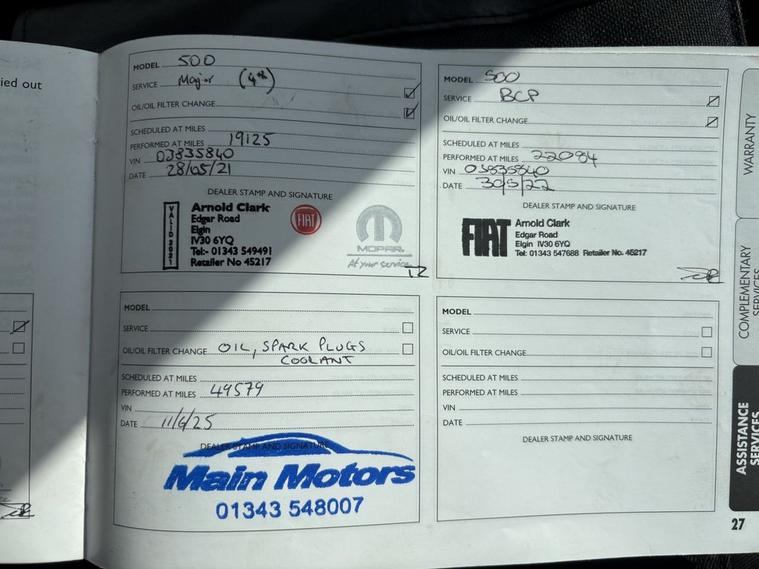 ied out
MODEL 500
SERVICE Major (4th)
OIL/OIL FILTER CHANGE
SCHEDULED AT MILES
PERFORMED AT MILES 19125
VIN 03835840
DATE 28/05/21
DEALER STAMP AND SIGNATURE
VALID 2021
Arnold Clark
Edgar Road
Elgin
IV30 6YQ
Tel:- 01343 549491
Retailer No 45217
FIAT
MOPAR
At your service
MODEL 500
SERVICE BCP
OIL/OIL FILTER CHANGE
SCHEDULED AT MILES
PERFORMED AT MILES 22084
VIN 03835840
DATE 30/5/22
DEALER STAMP AND SIGNATURE
FIAT
Arnold Clark
Edgar Road
Elgin IV30 6YQ
Tel: 01343 547688 Retailer No. 45217
MODEL
SERVICE
OIL/OIL FILTER CHANGE OIL, SPARK PLUGS
COOLANT
SCHEDULED AT MILES
PERFORMED AT MILES 49579
VIN
DATE 11/6/25
DEALER STAMP AND SIGNATURE
Main Motors
01343 548007
MODEL
SERVICE
OIL/OIL FILTER CHANGE
SCHEDULED AT MILES
PERFORMED AT MILES
VIN
DATE
DEALER STAMP AND SIGNATURE
WARRANTY
COMPLEMENTARY
SERVICES
ASSISTANCE
SERVICES
27